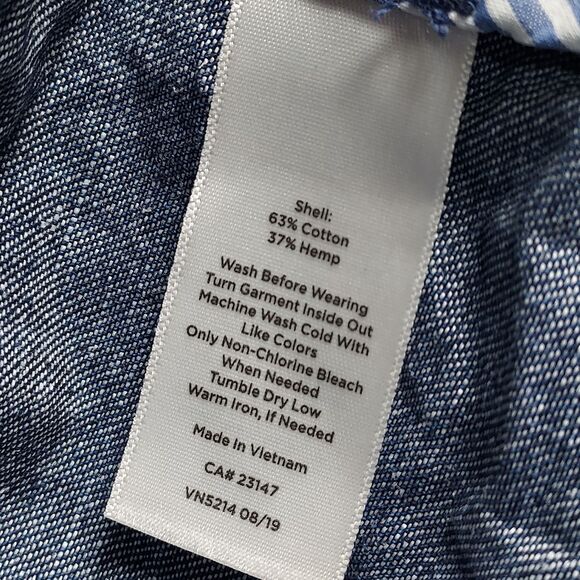 Shell:
63% Cotton
37% Hemp
Wash Before Wearing
Turn Garment Inside Out
Machine Wash Cold With
Like Colors
Only Non-Chlorine Bleach
When Needed
Tumble Dry Low
Warm Iron, If Needed
Made In Vietnam
CA# 23147
VN5214 08/19